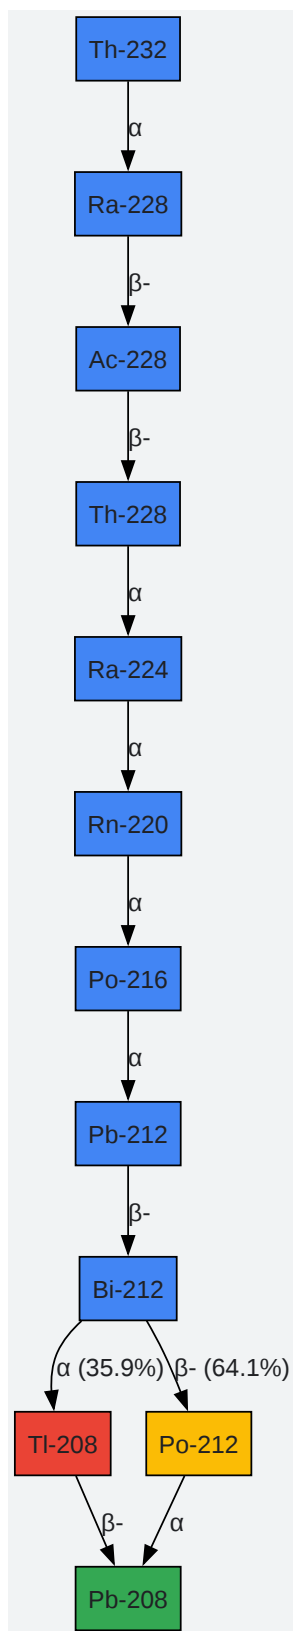 Th-232
α
Ra-228
β-
Ac-228
β-
Th-228
α
Ra-224
α
Rn-220
α
Po-216
α
Pb-212
β-
Bi-212
α (35.9%) β- (64.1%)
Tl-208 Po-212
β- α
Pb-208